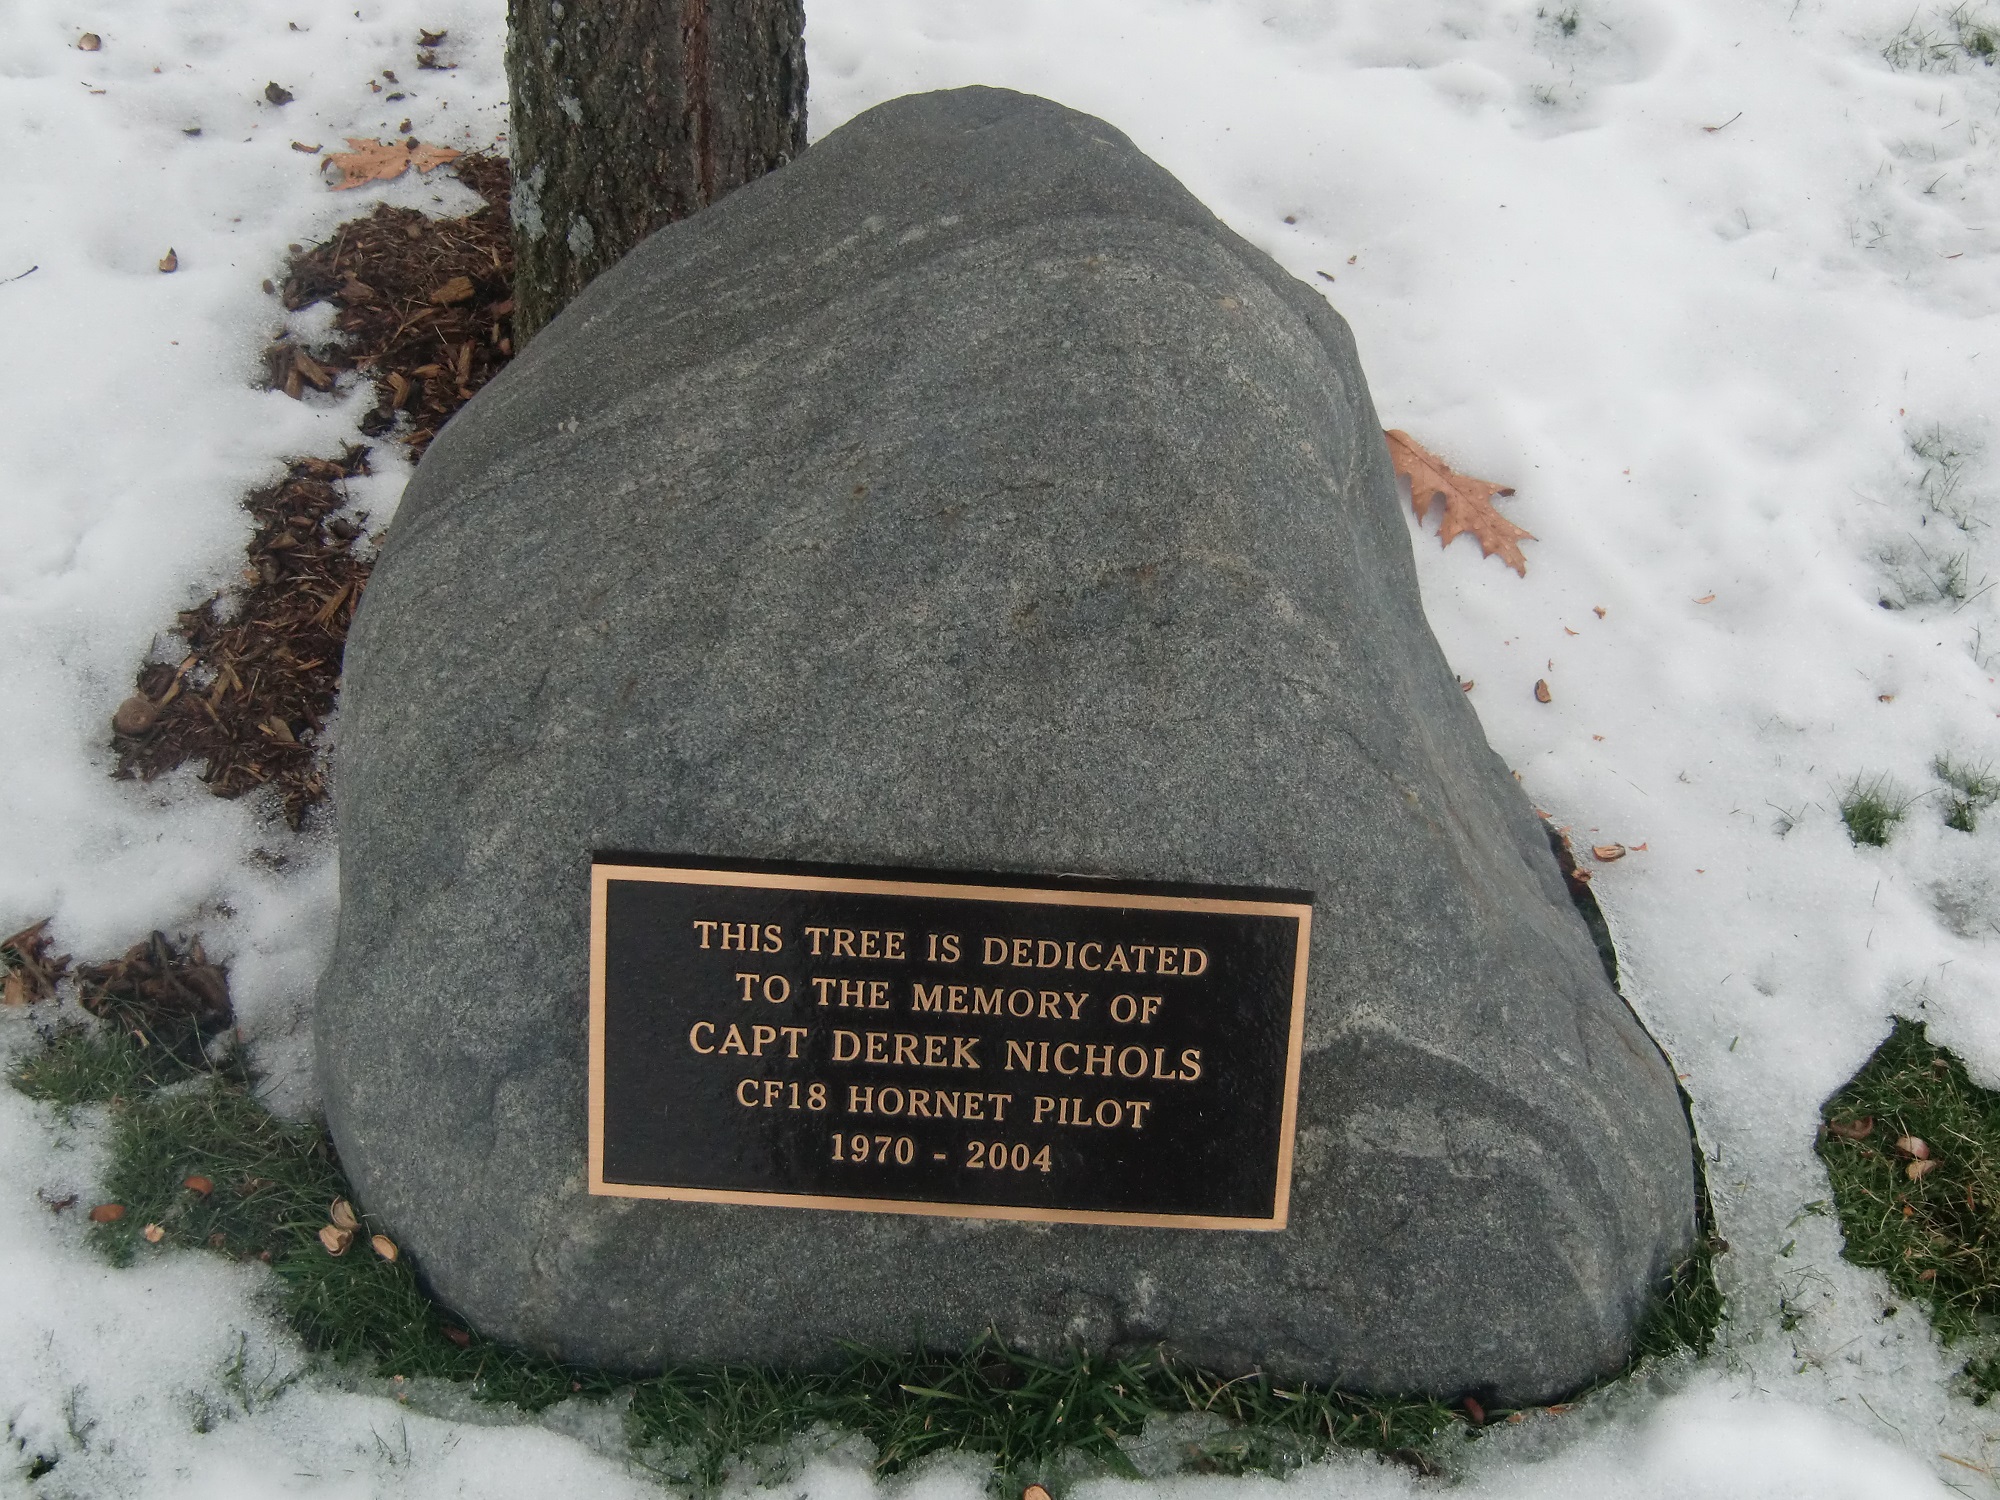 THIS TREE IS DEDICATED
TO THE MEMORY OF
CAPT DEREK NICHOLS
CF18 HORNET PILOT
1970 - 2004